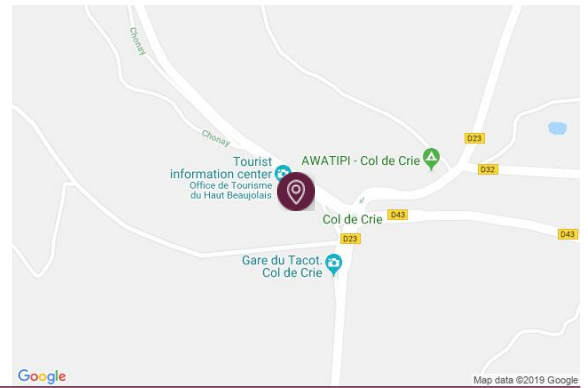 Chonay
Chonay
Tourist
information center
Office de Tourisme
du Haut Beaujolais
AWATIPI - Col de Crie
D23
D32
Col de Crie
D43
D43
D23
Gare du Tacot.
Col de Crie
Google
Map data ©2019 Google